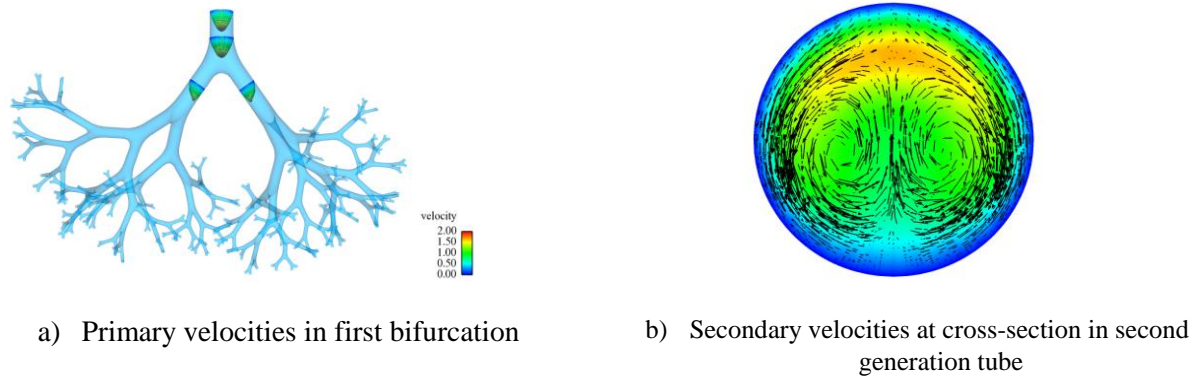 velocity
2.00
1.50
1.00
0.50
0.00
a) Primary velocities in first bifurcation
b) Secondary velocities at cross-section in second
generation tube